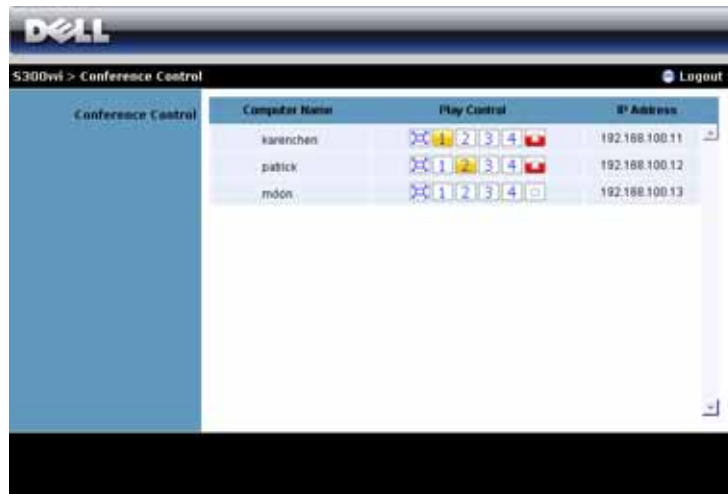 DELL
S300wi > Conference Control
Logout
Conference Control
Computer Name Play Control IP Address
karenchen 1 2 3 4 192.168.100.11
patrick 1 2 3 4 192.168.100.12
moon 1 2 3 4 192.168.100.13